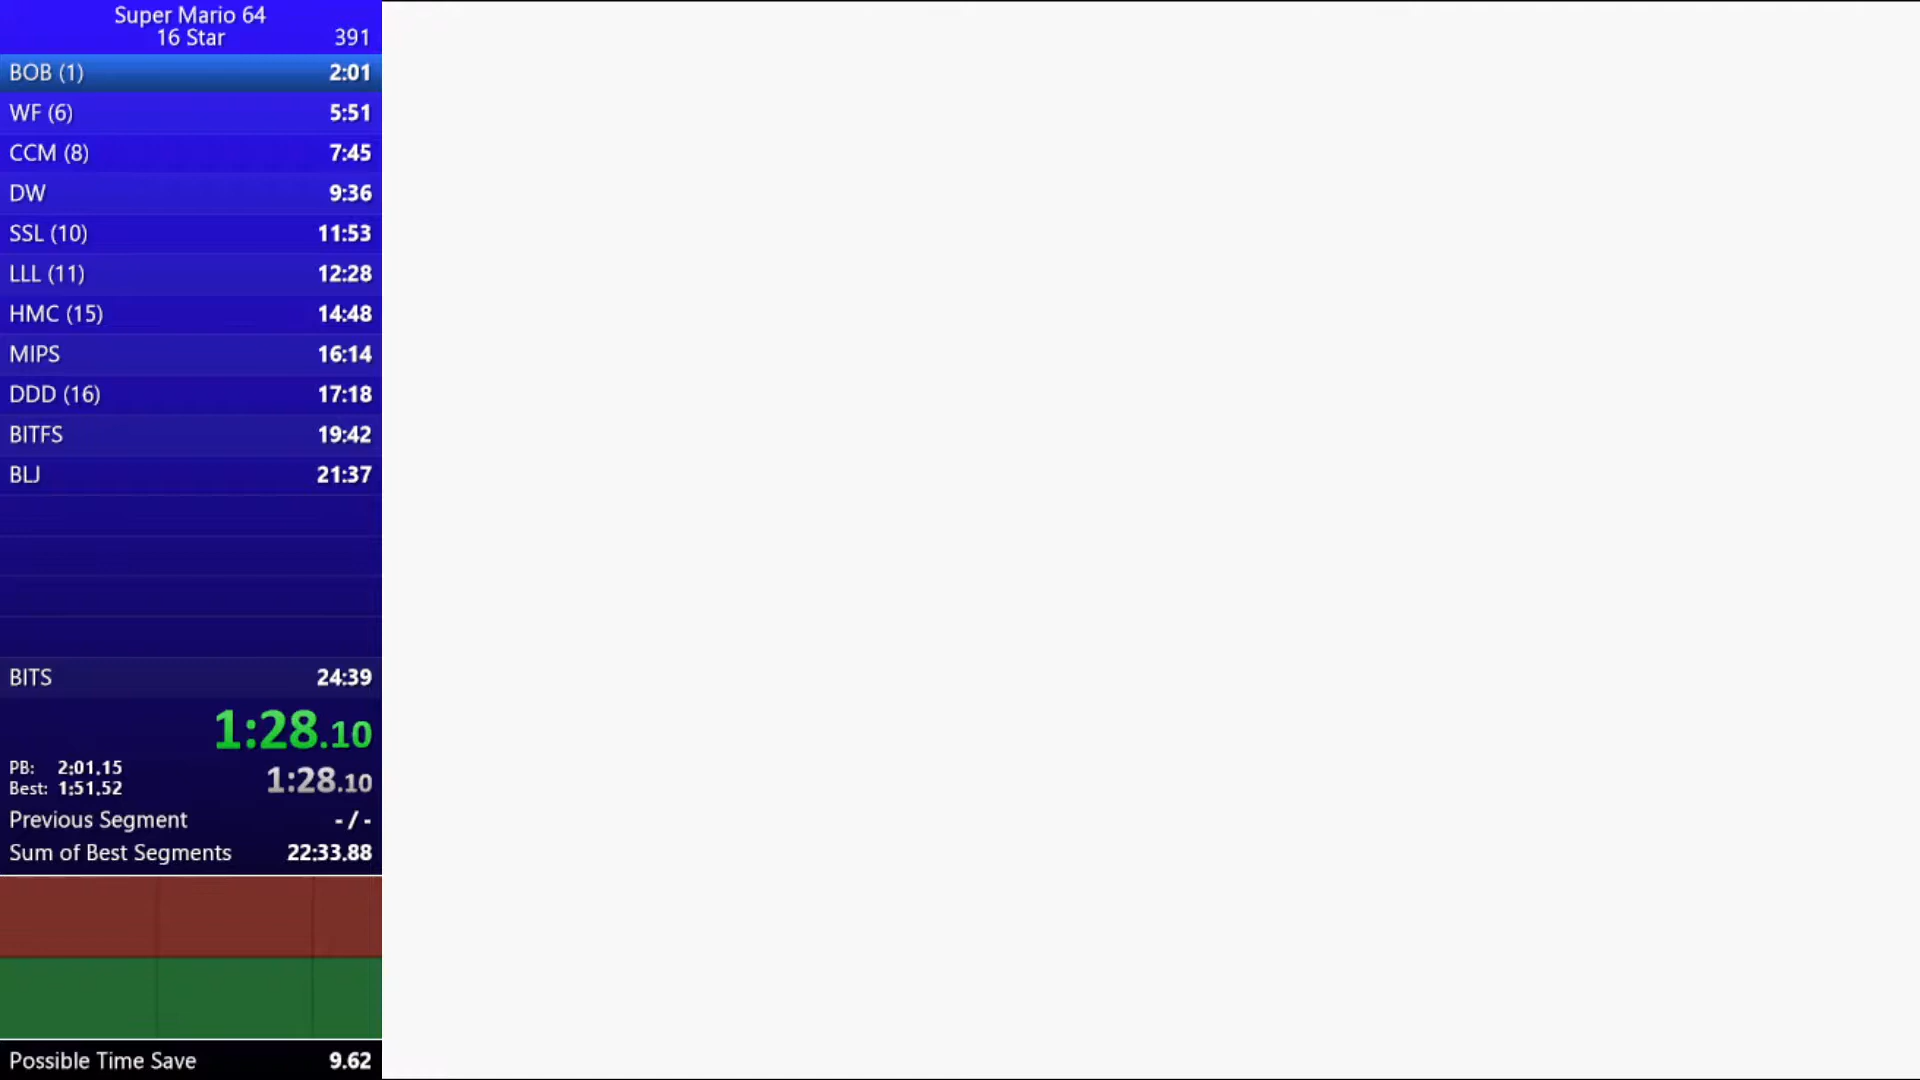 Super Mario 64
16 Star 391
BOB (1) 2:01
WF (6) 5:51
CCM (8) 7:45
DW 9:36
SSL (10) 11:53
LLL (11) 12:28
HMC (15) 14:48
MIPS 16:14
DDD (16) 17:18
BITFS 19:42
BLJ 21:37
BITS 24:39
1:28.10
PB: 2:01.15
Best: 1:51.52
1:28.10
Previous Segment - / -
Sum of Best Segments 22:33.88
Possible Time Save 9.62